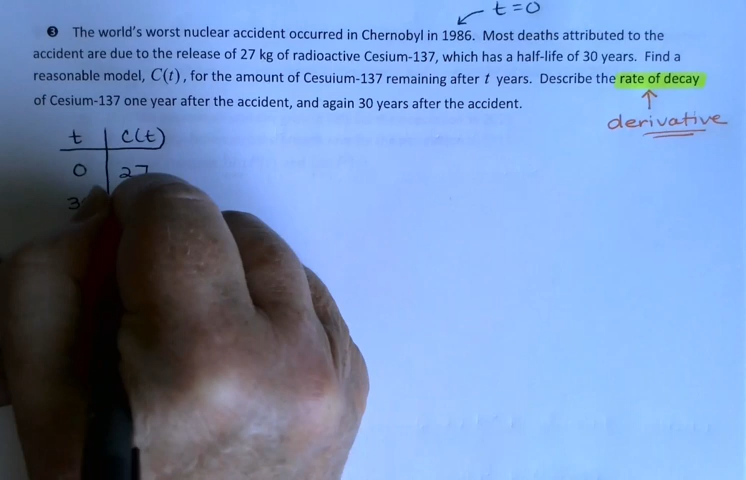 t=0
❸ The world's worst nuclear accident occurred in Chernobyl in 1986. Most deaths attributed to the
accident are due to the release of 27 kg of radioactive Cesium-137, which has a half-life of 30 years. Find a
reasonable model, C(t), for the amount of Cesuium-137 remaining after t years. Describe the rate of decay
of Cesium-137 one year after the accident, and again 30 years after the accident.
derivative
t C(t)
0 27
3